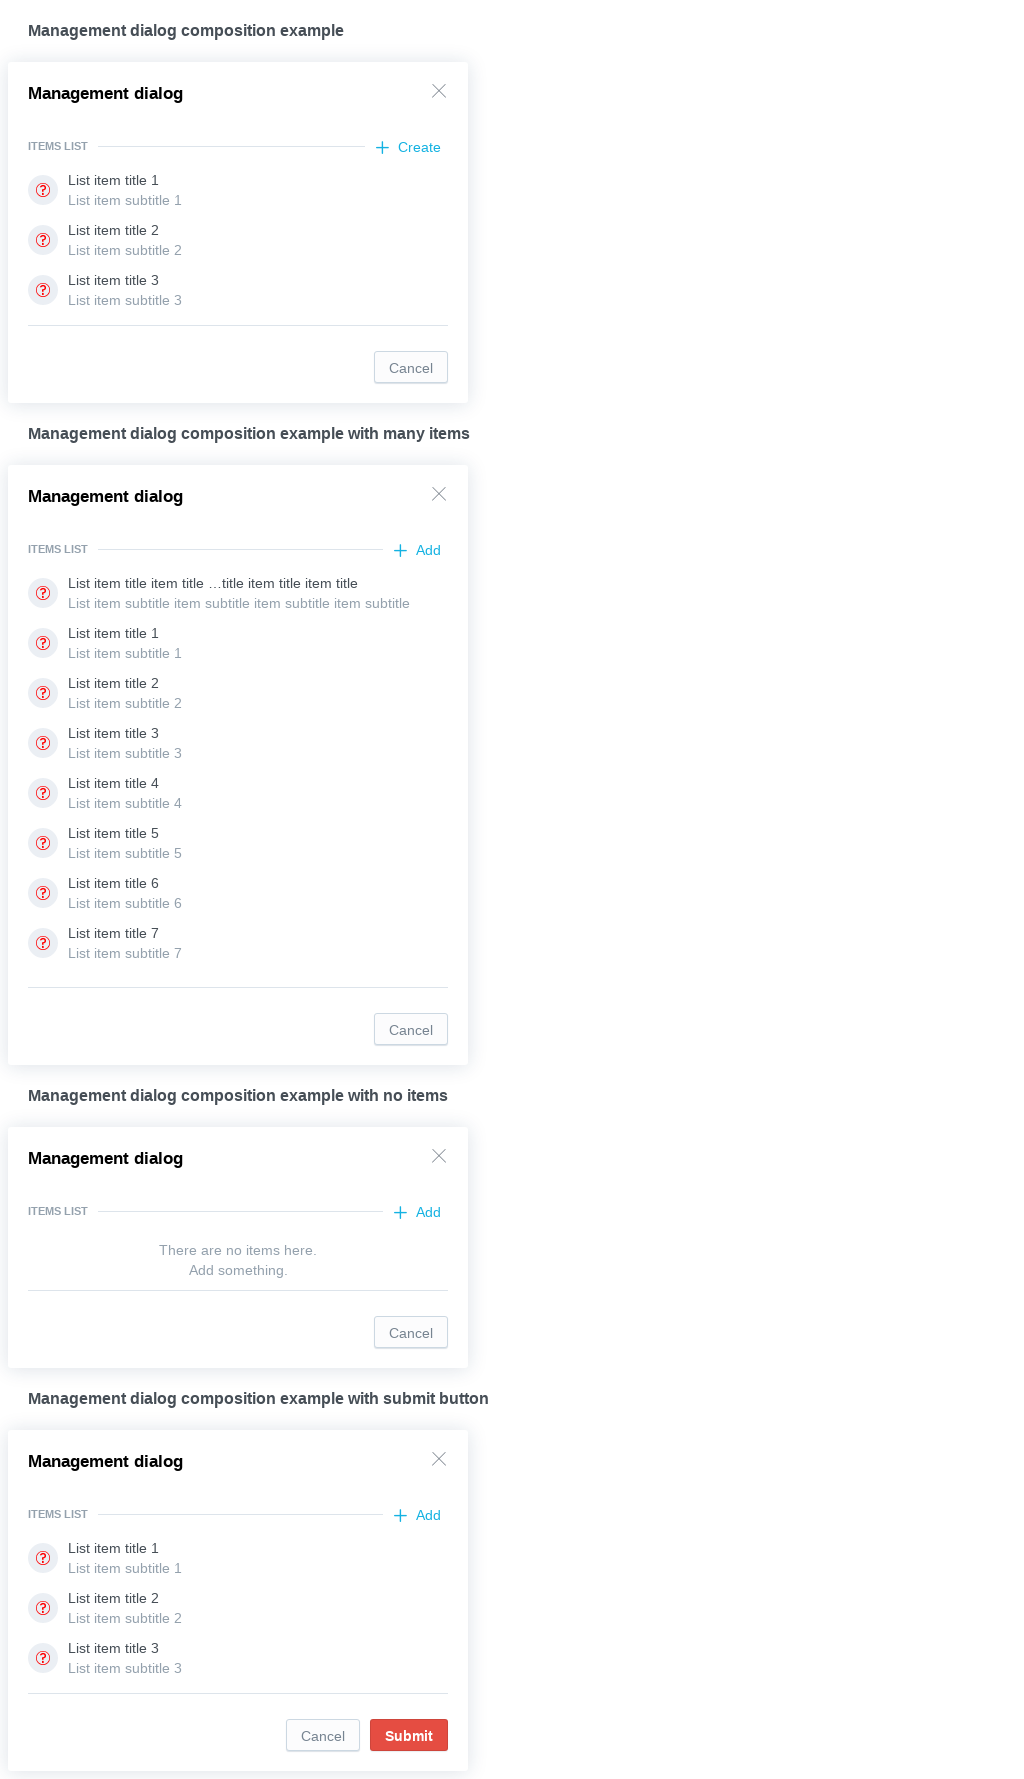 Management dialog composition example
Management dialog
ITEMS LIST
Create
List item title 1
List item subtitle 1
List item title 2
List item subtitle 2
List item title 3
List item subtitle 3
Cancel
Management dialog composition example with many items
Management dialog
ITEMS LIST
Add
List item title item title …title item title item title
List item subtitle item subtitle item subtitle item subtitle
List item title 1
List item subtitle 1
List item title 2
List item subtitle 2
List item title 3
List item subtitle 3
List item title 4
List item subtitle 4
List item title 5
List item subtitle 5
List item title 6
List item subtitle 6
List item title 7
List item subtitle 7
Cancel
Management dialog composition example with no items
Management dialog
ITEMS LIST
Add
There are no items here.
Add something.
Cancel
Management dialog composition example with submit button
Management dialog
ITEMS LIST
Add
List item title 1
List item subtitle 1
List item title 2
List item subtitle 2
List item title 3
List item subtitle 3
Cancel
Submit